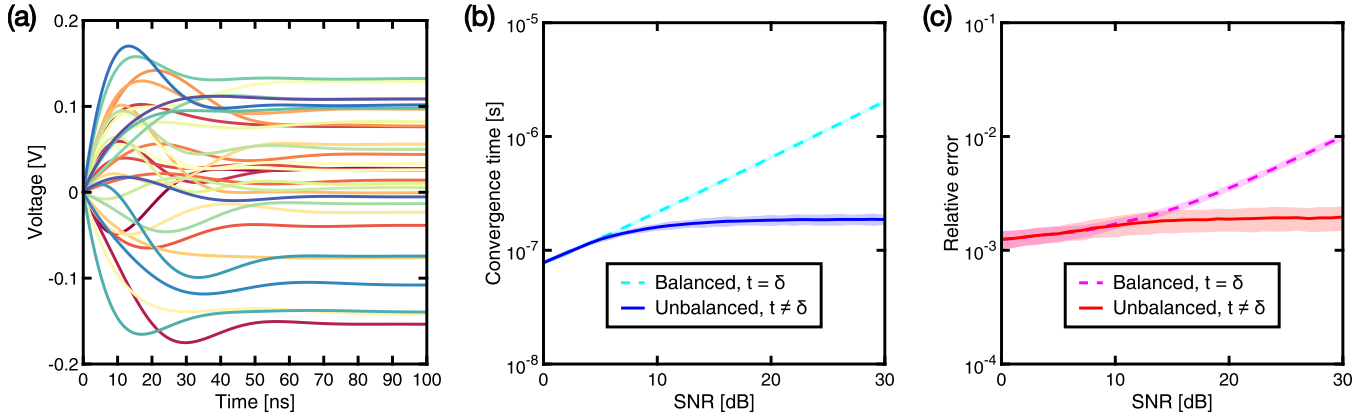 (a)
0.2
0.1
0
-0.1
-0.2
Voltage [V]
0 10 20 30 40 50 60 70 80 90 100
Time [ns]
(b)
10⁻⁵
10⁻⁶
10⁻⁷
10⁻⁸
Convergence time [s]
Balanced, t = δ
Unbalanced, t ≠ δ
0 10 20 30
SNR [dB]
(c)
10⁻¹
10⁻²
10⁻³
10⁻⁴
Relative error
Balanced, t = δ
Unbalanced, t ≠ δ
0 10 20 30
SNR [dB]